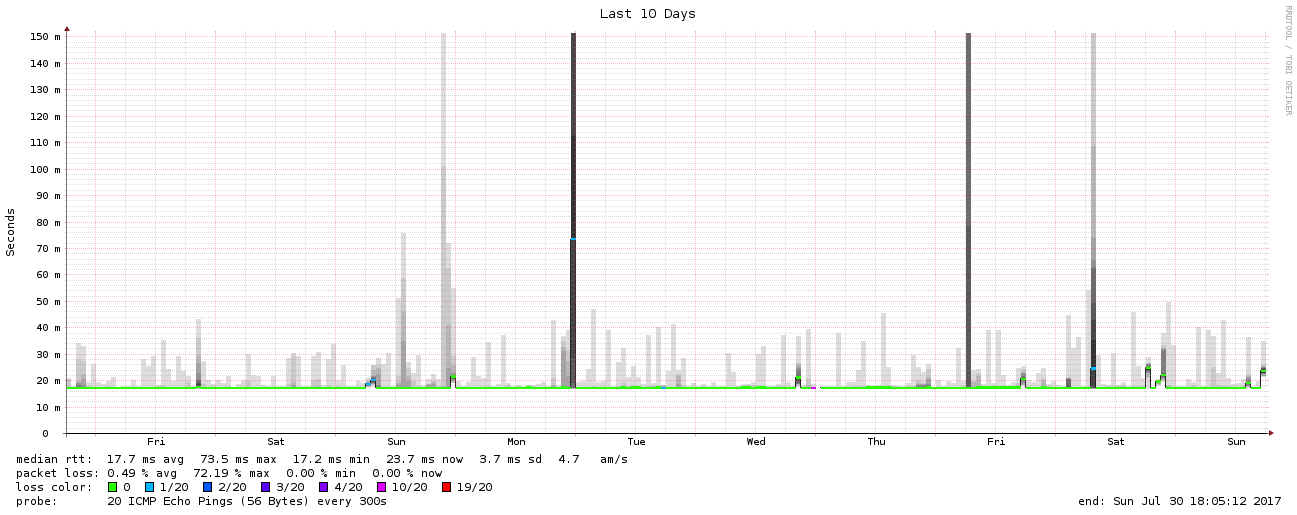 Last 10 Days
RRDTOOL / TOBI OETIKER
Seconds
150 m
140 m
130 m
120 m
110 m
100 m
90 m
80 m
70 m
60 m
50 m
40 m
30 m
20 m
10 m
0
Fri Sat Sun Mon Tue Wed Thu Fri Sat Sun
median rtt: 17.7 ms avg 73.5 ms max 17.2 ms min 23.7 ms now 3.7 ms sd 4.7 am/s
packet loss: 0.49 % avg 72.19 % max 0.00 % min 0.00 % now
loss color: 0 1/20 2/20 3/20 4/20 10/20 19/20
probe: 20 ICMP Echo Pings (56 Bytes) every 300s end: Sun Jul 30 18:05:12 2017